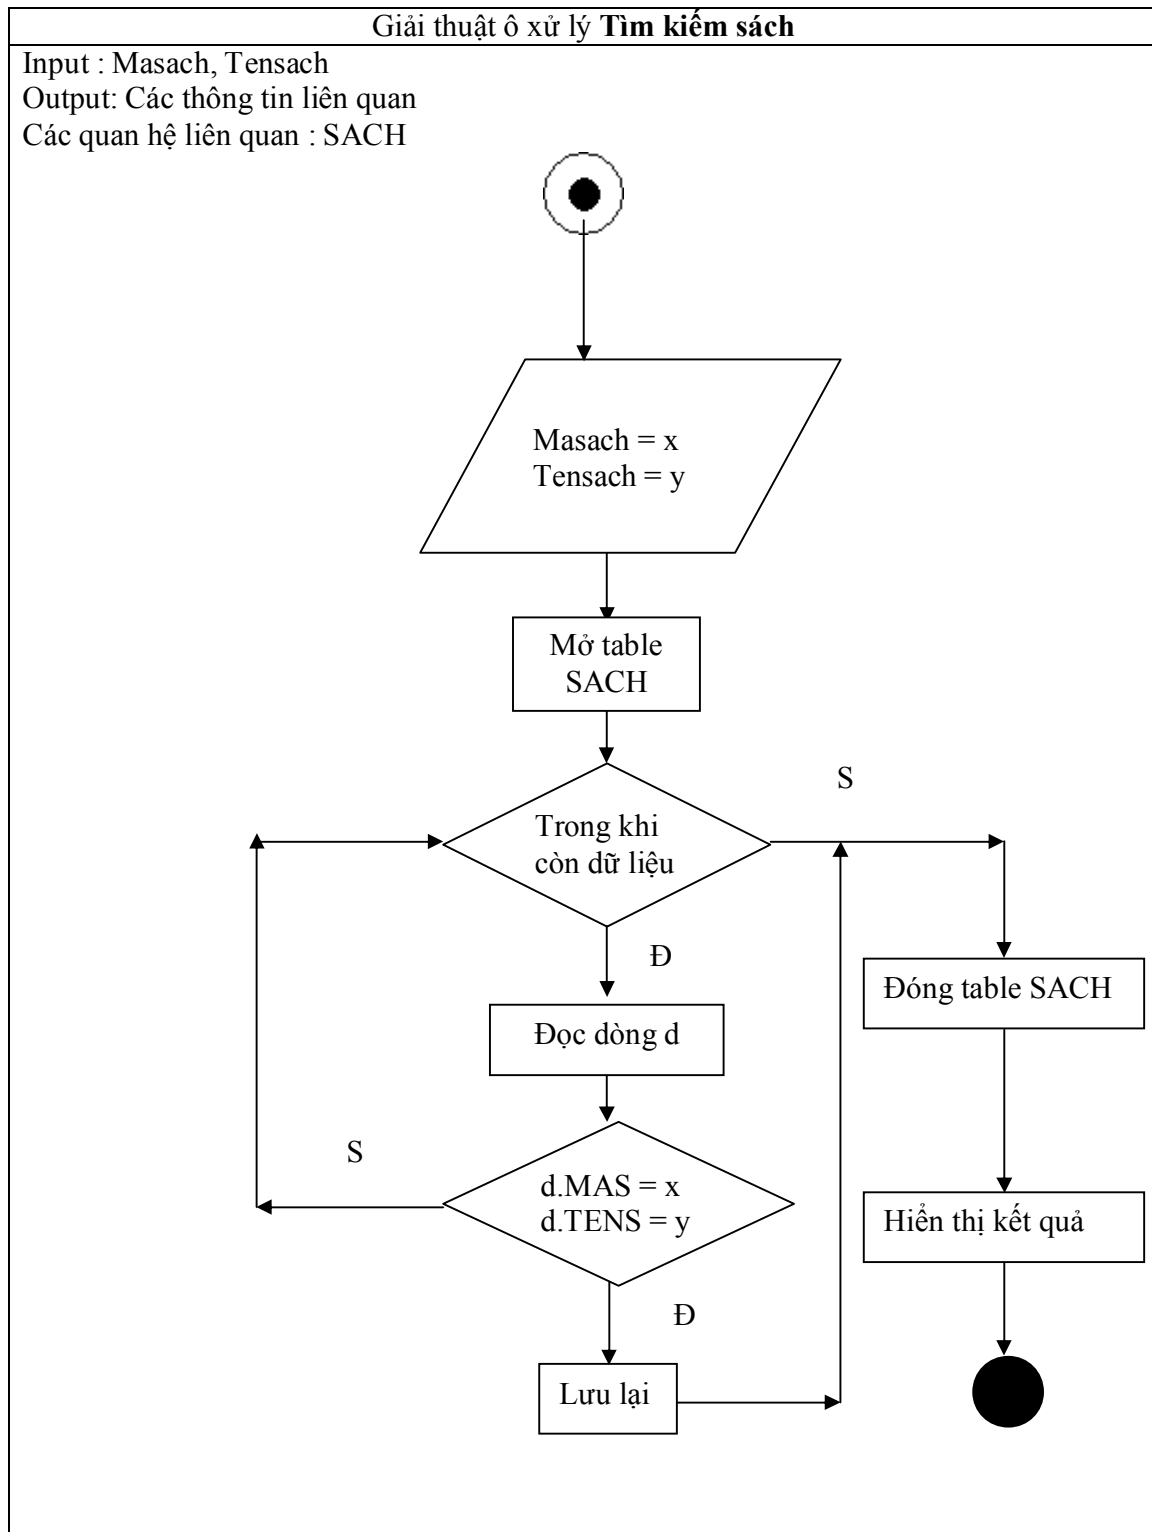 Giải thuật ô xử lý Tìm kiếm sách
Input : Masach, Tensach
Output: Các thông tin liên quan
Các quan hệ liên quan : SACH
Masach = x
Tensach = y
Mở table
SACH
S
Trong khi
còn dữ liệu
Đ
Đóng table SACH
Đọc dòng d
S
d.MAS = x
d.TENS = y
Hiển thị kết quả
Đ
Lưu lại